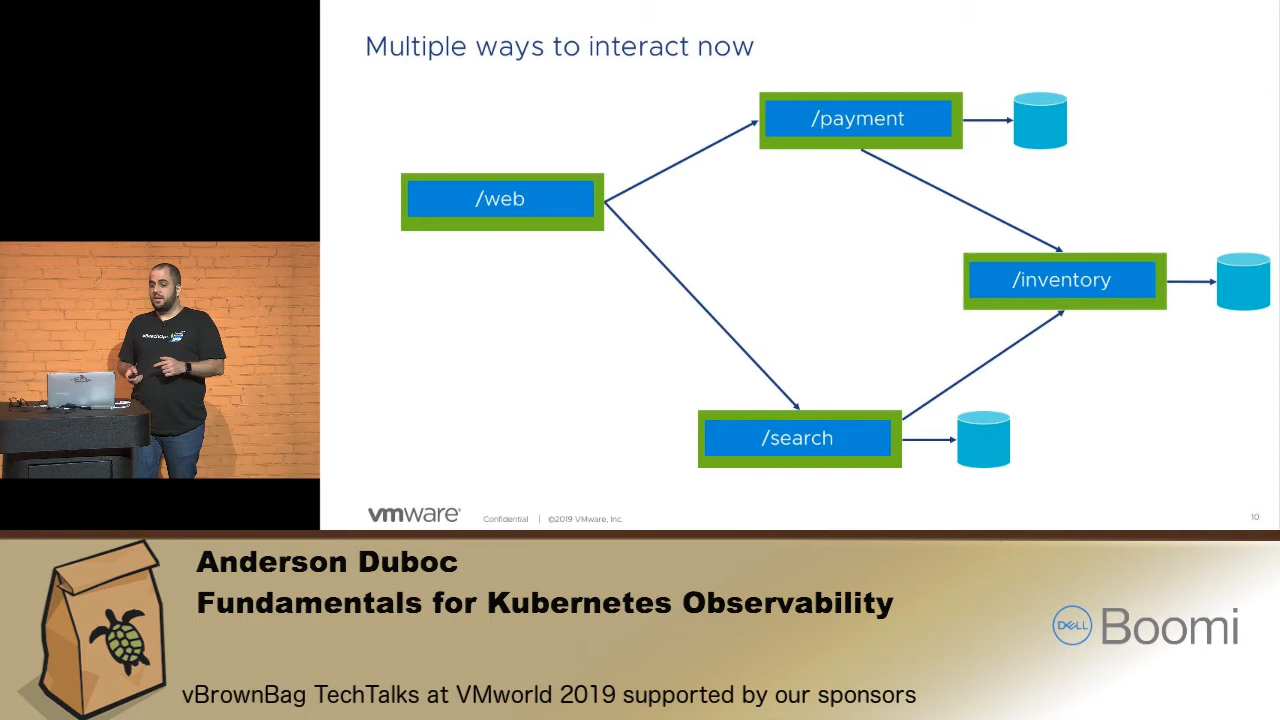 Multiple ways to interact now
/payment
/web
/inventory
/search
vmware®
Confidential | ©2019 VMware, Inc.
10
Anderson Duboc
Fundamentals for Kubernetes Observability
DELL Boomi
vBrownBag TechTalks at VMworld 2019 supported by our sponsors